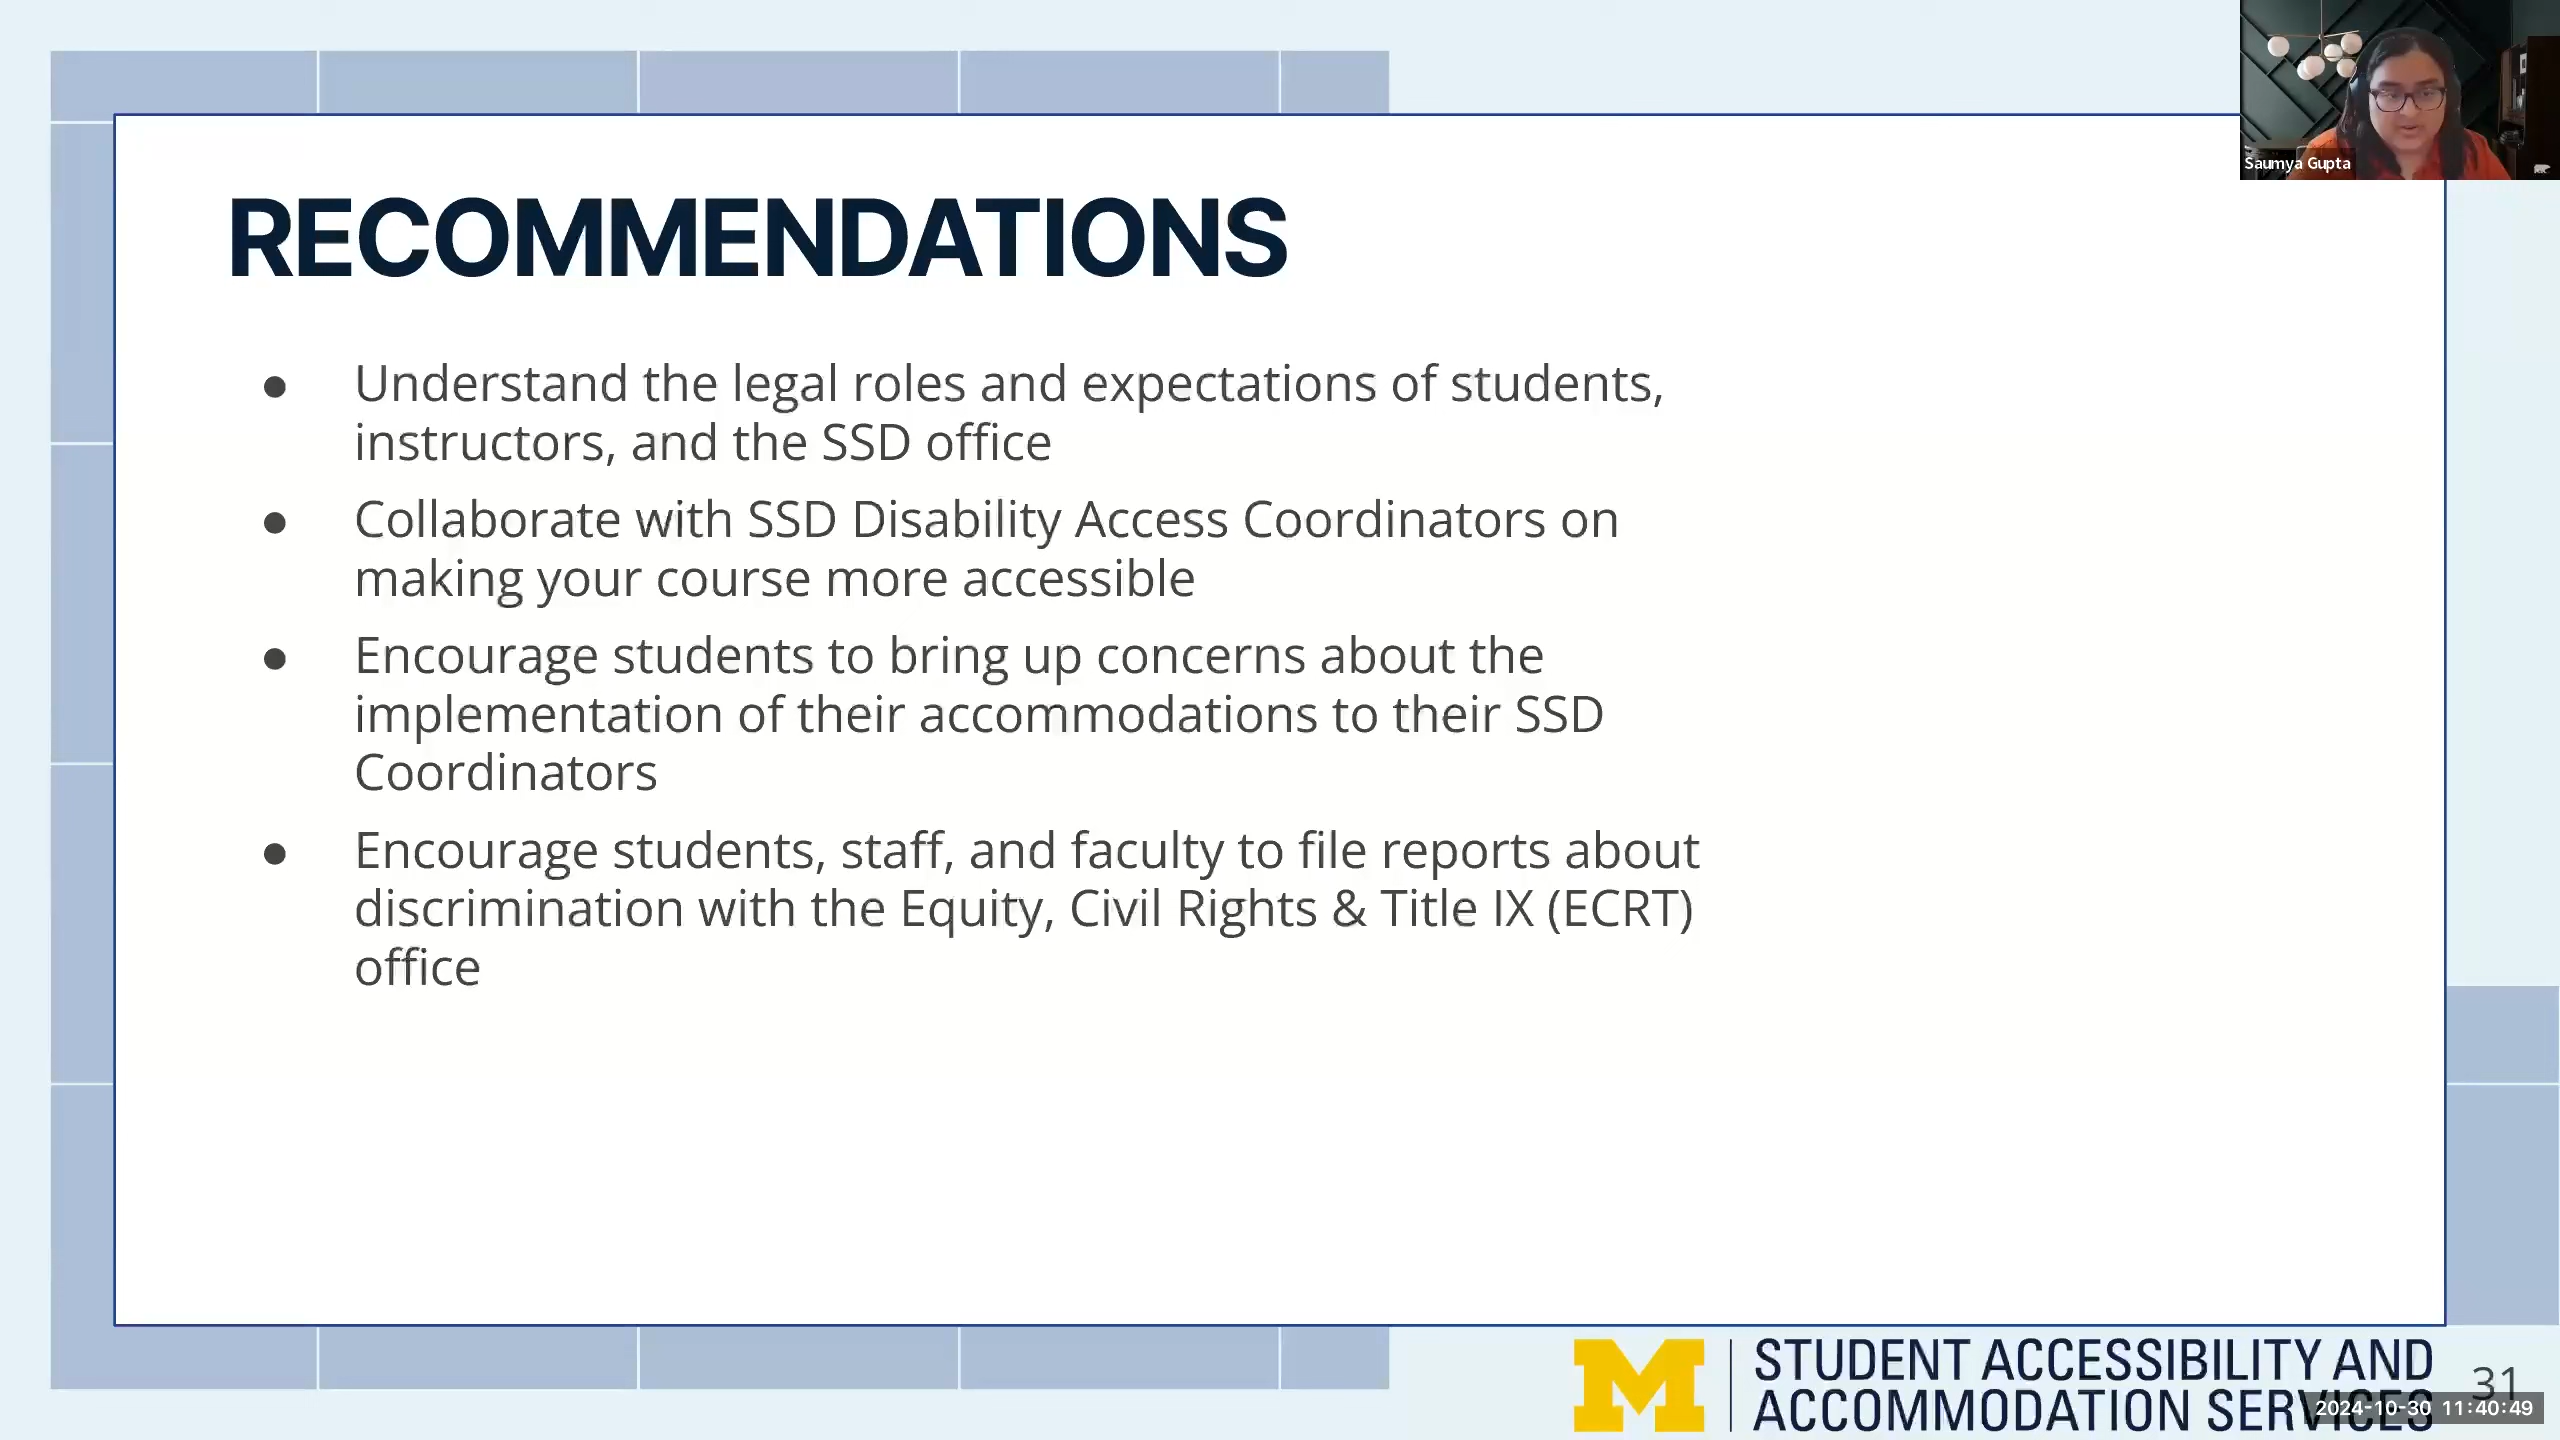 Saumya Gupta
RECOMMENDATIONS
● Understand the legal roles and expectations of students,
instructors, and the SSD office
● Collaborate with SSD Disability Access Coordinators on
making your course more accessible
● Encourage students to bring up concerns about the
implementation of their accommodations to their SSD
Coordinators
● Encourage students, staff, and faculty to file reports about
discrimination with the Equity, Civil Rights & Title IX (ECRT)
office
M
STUDENT ACCESSIBILITY AND
ACCOMMODATION SERVICES
31
2024-10-30 11:40:49